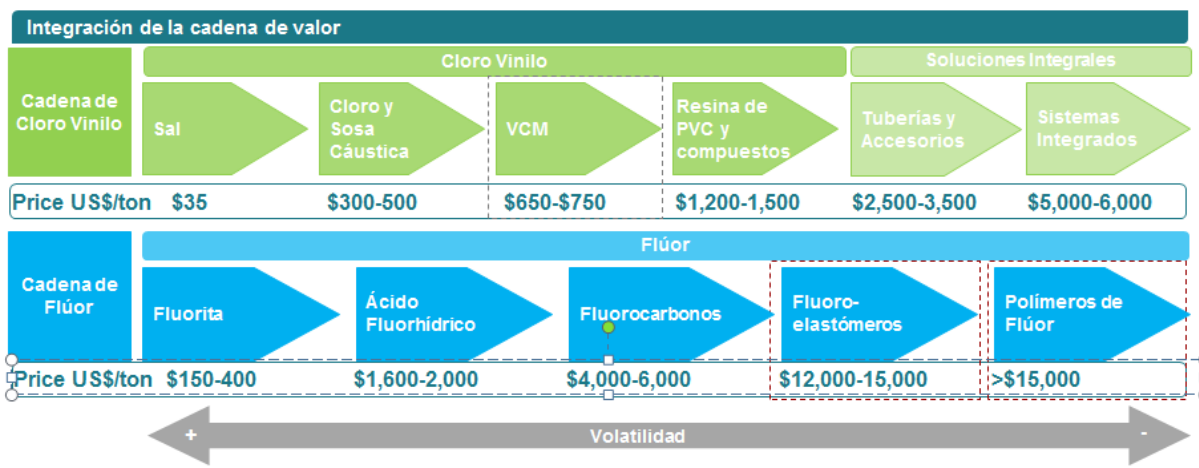 Integración de la cadena de valor
Cadena de
Cloro Vinilo
Cloro Vinilo
Soluciones Integrales
Sal
Cloro y
Sosa
Cáustica
VCM
Resina de
PVC y
compuestos
Tuberías y
Accesorios
Sistemas
Integrados
Price US$/ton $35 $300-500 $650-$750 $1,200-1,500 $2,500-3,500 $5,000-6,000
Cadena de
Flúor
Flúor
Fluorita
Ácido
Fluorhídrico
Fluorocarbonos
Fluoro-
elastómeros
Polímeros de
Flúor
Price US$/ton $150-400 $1,600-2,000 $4,000-6,000 $12,000-15,000 >$15,000
+ Volatilidad -